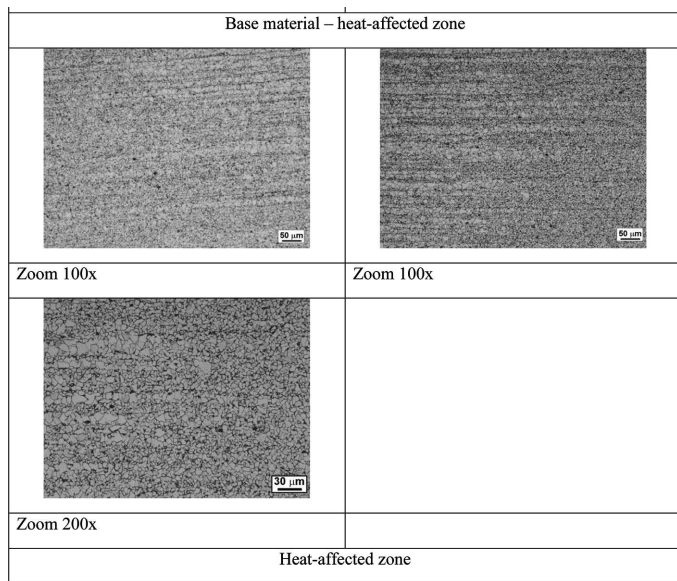 Base material – heat-affected zone
50 µm
50 µm
Zoom 100x
Zoom 100x
30 µm
Zoom 200x
Heat-affected zone